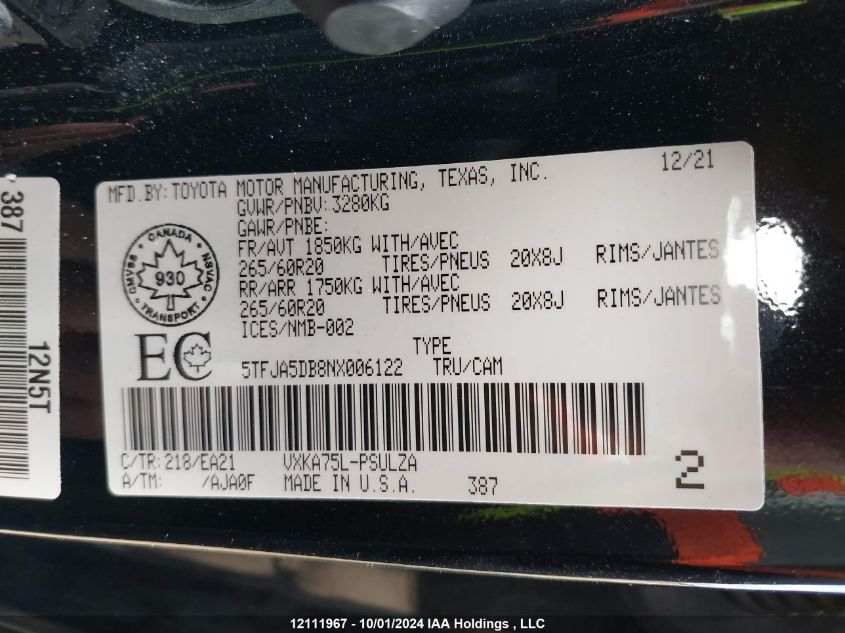 MFD.BY: TOYOTA MOTOR MANUFACTURING, TEXAS, INC. 12/21
GVWR/PNBV: 3280KG
GAWR/PNBE:
FR/AVT 1850KG WITH/AVEC
265/60R20 TIRES/PNEUS 20X8J RIMS/JANTES
RR/ARR 1750KG WITH/AVEC
265/60R20 TIRES/PNEUS 20X8J RIMS/JANTES
ICES/NMB-002
CANADA
CMVSS 930 NSVAC
TRANSPORT
EC
TYPE
5TFJA5DB8NX006122 TRU/CAM
C/TR: 218/EA21 VXKA75L-PSULZA
A/TM: /AJA0F MADE IN U.S.A. 387
2
387
12N5T
12111967 - 10/01/2024 IAA Holdings , LLC